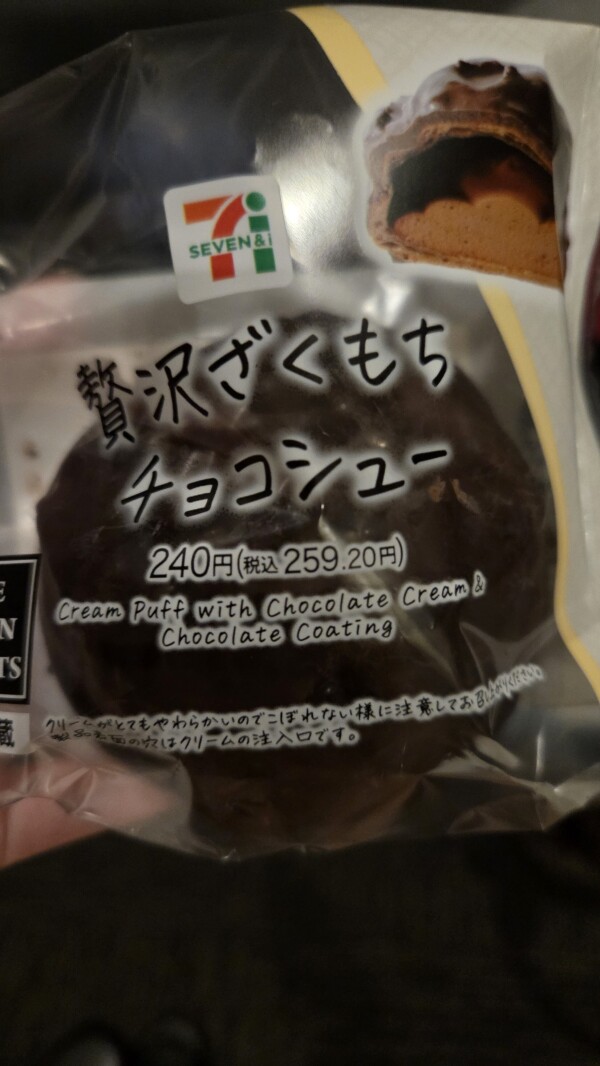 SEVEN&i
贅沢ざくもち
チョコシュー
240円(税込259.20円)
Cream Puff with Chocolate Cream &
Chocolate Coating
E
N
TS
蔵
クリームがとてもやわらかいのでこぼれない様に注意してお召し上がりください。
の穴はクリームの注入口です。